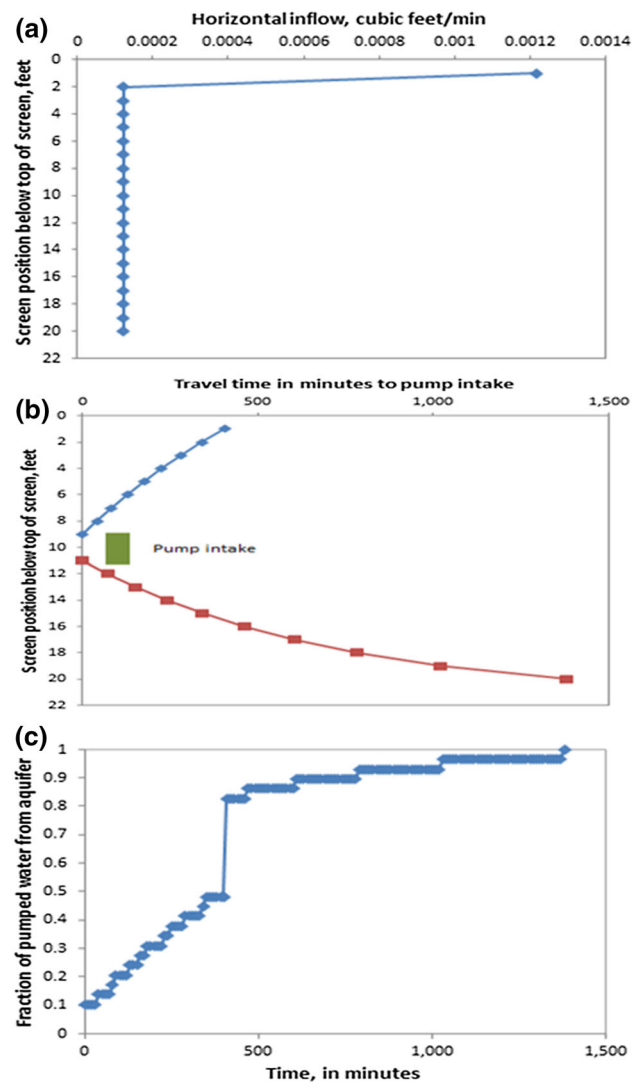 (a)
Horizontal inflow, cubic feet/min
0 0.0002 0.0004 0.0006 0.0008 0.001 0.0012 0.0014
Screen position below top of screen, feet
0
2
4
6
8
10
12
14
16
18
20
22
Travel time in minutes to pump intake
(b)
0 500 1,000 1,500
Screen position below top of screen, feet
0
2
4
6
8
10
12
14
16
18
20
22
Pump intake
(c)
Fraction of pumped water from aquifer
1
0.9
0.8
0.7
0.6
0.5
0.4
0.3
0.2
0.1
0
0 500 1,000 1,500
Time, in minutes